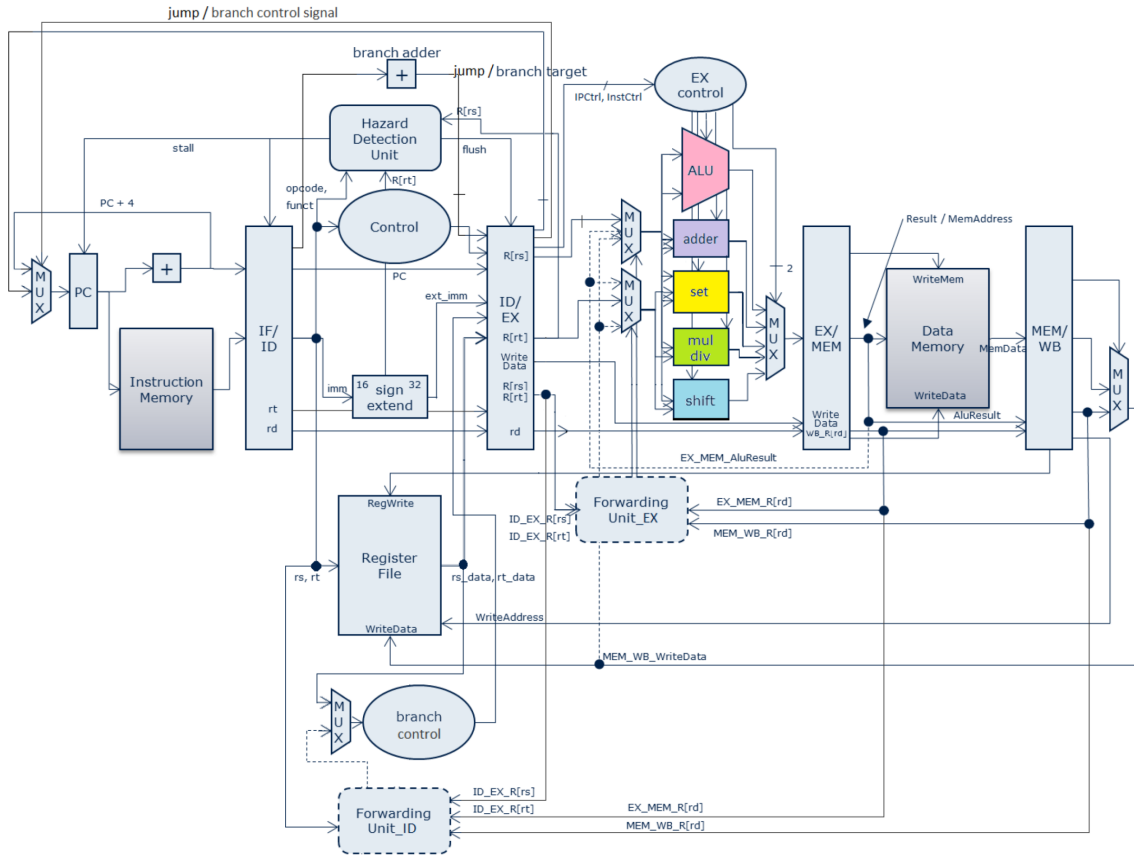 jump / branch control signal
branch adder
+
jump / branch target
IPCtrl, InstCtrl
EX
control
R[rs]
Hazard
Detection
Unit
stall
flush
ALU
opcode,
funct
R[rt]
PC + 4
Control
M
U
X
Result / MemAddress
R[rs]
adder
WriteMem
M
U
X
PC
+
PC
2
ext_imm
M
U
X
set
M
U
X
IF/
ID
ID/
EX
EX/
MEM
Data
Memory
MEM/
WB
R[rt]
mul
div
MemData
Instruction
Memory
Write
Data
M
U
X
imm
16
32
sign
extend
R[rs]
R[rt]
shift
WriteData
rt
Write
Data
AluResult
rd
rd
WB_R[rd]
EX_MEM_AluResult
RegWrite
Forwarding
Unit_EX
EX_MEM_R[rd]
ID_EX_R[rs]
MEM_WB_R[rd]
ID_EX_R[rt]
Register
File
rs, rt
rs_data, rt_data
WriteAddress
WriteData
MEM_WB_WriteData
M
U
X
branch
control
ID_EX_R[rs]
ID_EX_R[rt]
EX_MEM_R[rd]
Forwarding
Unit_ID
MEM_WB_R[rd]